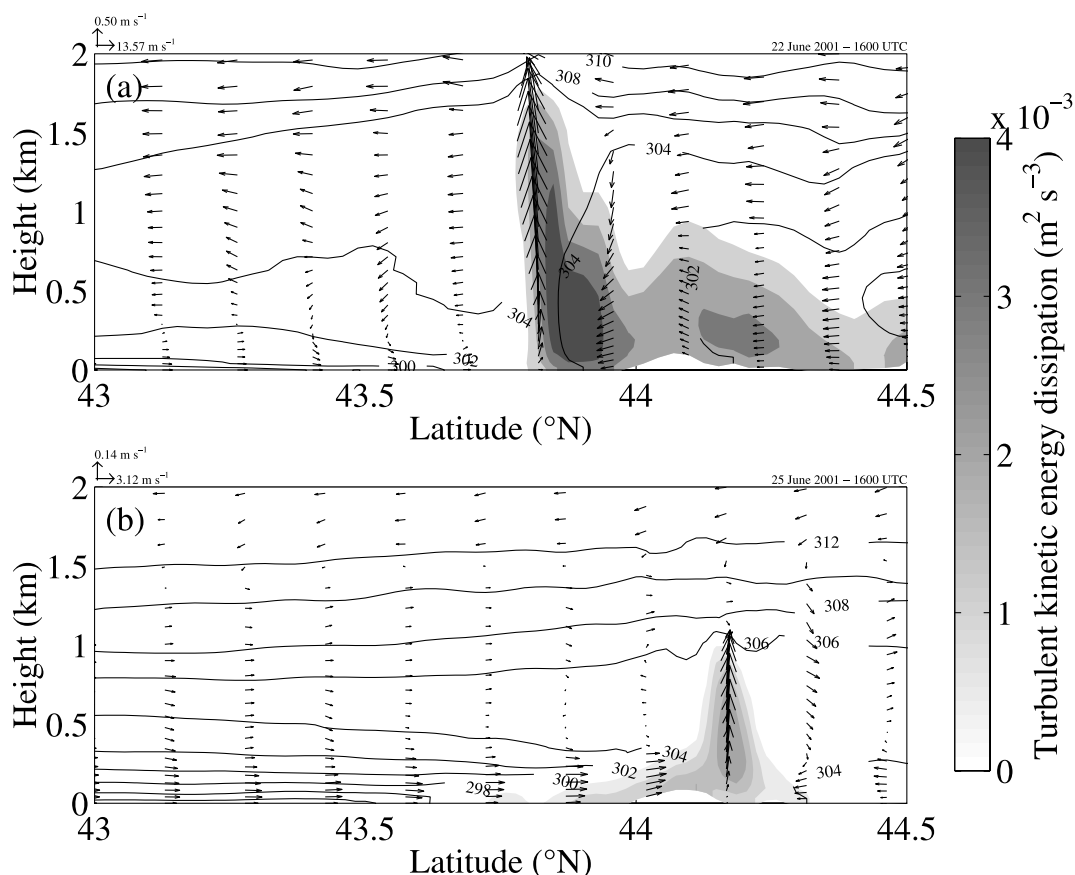 0.50 m s⁻¹
13.57 m s⁻¹
22 June 2001 − 1600 UTC
(a)
2
1.5
1
0.5
0
Height (km)
310
308
304
304
302
304
302
300
43
43.5
44
44.5
Latitude (°N)
0.14 m s⁻¹
3.12 m s⁻¹
25 June 2001 − 1600 UTC
(b)
2
1.5
1
0.5
0
Height (km)
312
308
306
306
304
302
304
300
298
43
43.5
44
44.5
Latitude (°N)
x 10⁻³
4
3
2
1
0
Turbulent kinetic energy dissipation (m² s⁻³)